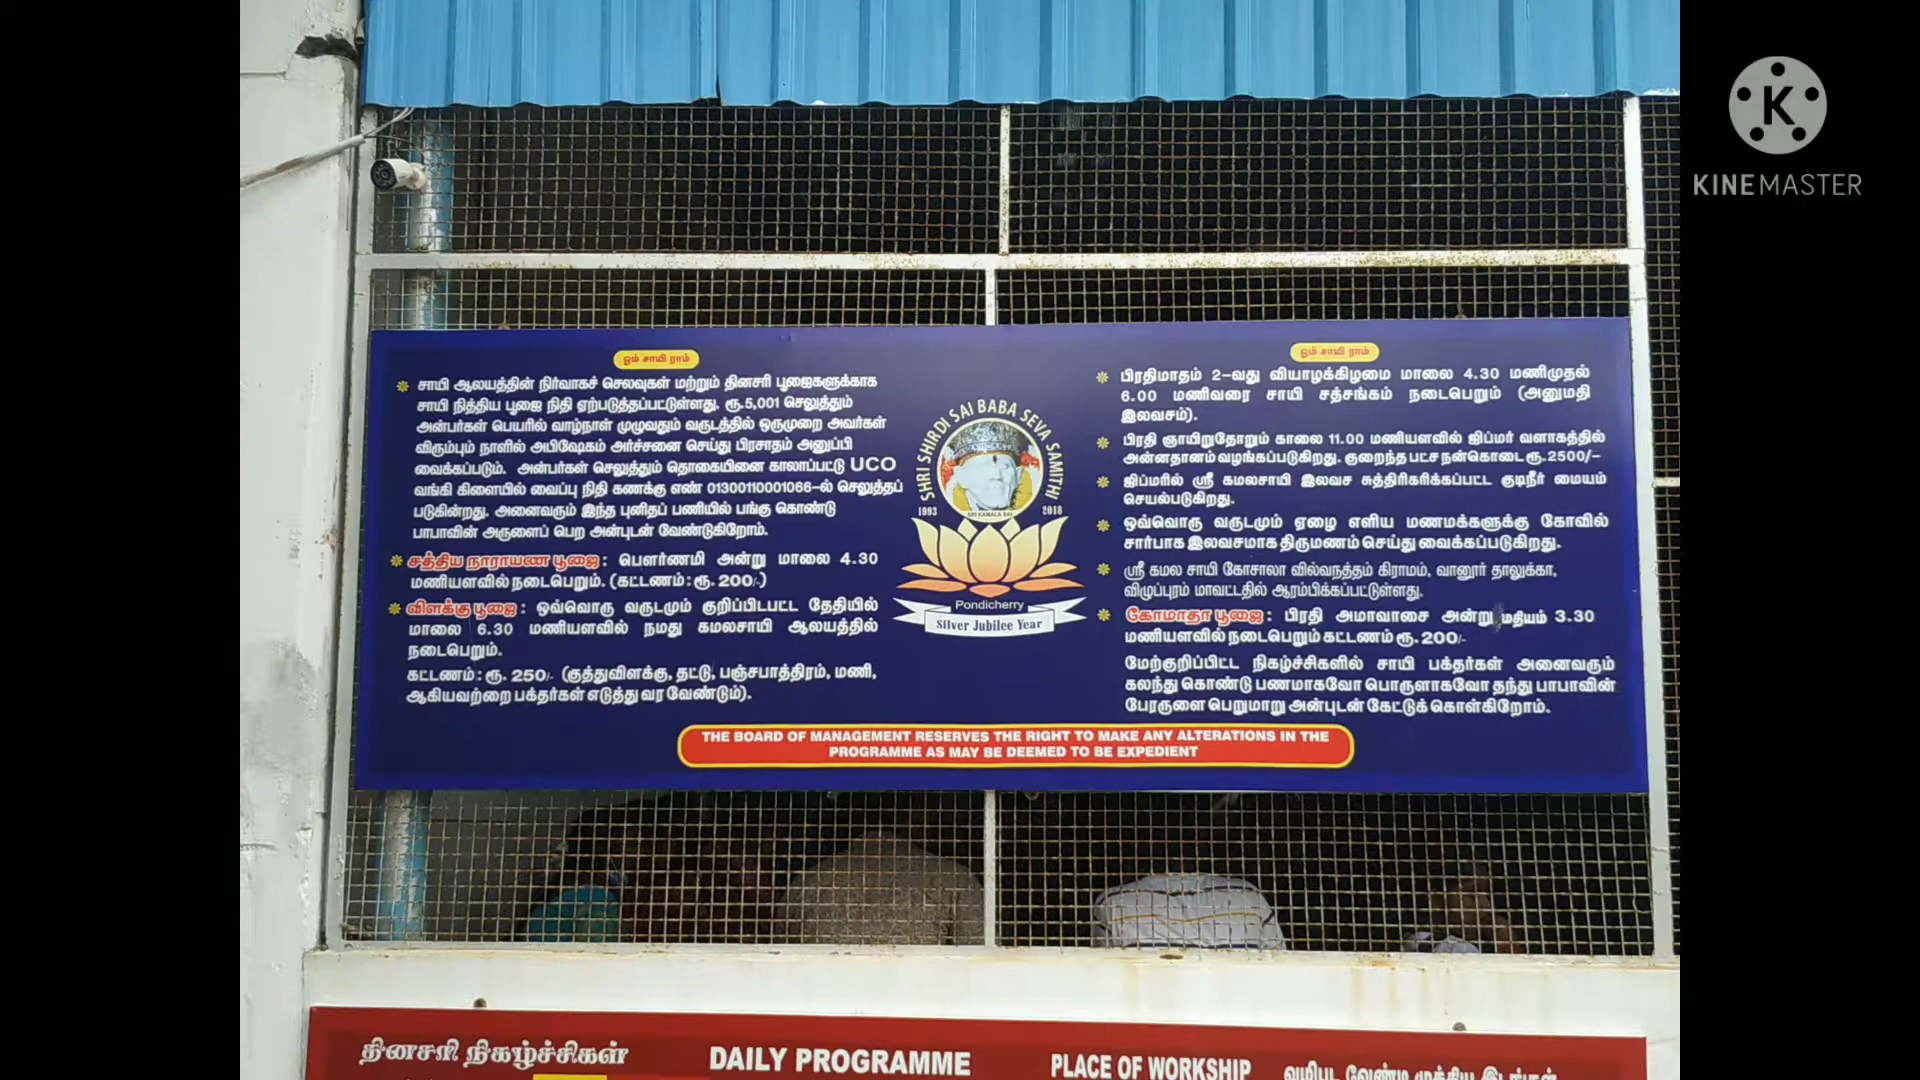 ஓம் சாயி ராம்
சாயி ஆலயத்தின் நிர்வாகச் செலவுகள் மற்றும் தினசரி பூஜைகளுக்காக
சாயி நித்திய பூஜை நிதி ஏற்படுத்தப்பட்டுள்ளது. ரூ.5,001 செலுத்தும்
அன்பர்கள் பெயரில் வாழ்நாள் முழுவதும் வருடத்தில் ஒருமுறை அவர்கள்
விரும்பும் நாளில் அபிஷேகம் அர்ச்சனை செய்து பிரசாதம் அனுப்பி
வைக்கப்படும். அன்பர்கள் செலுத்தும் தொகையினை காலாப்பட்டு UCO
வங்கி கிளையில் வைப்பு நிதி கணக்கு எண் 01300110001066-ல் செலுத்தப்
படுகின்றது. அனைவரும் இந்த புனிதப் பணியில் பங்கு கொண்டு
பாபாவின் அருளைப் பெற அன்புடன் வேண்டுகிறோம்.
சத்திய நாராயண பூஜை : பௌர்ணமி அன்று மாலை 4.30
மணியளவில் நடைபெறும். (கட்டணம் : ரூ. 200/-)
விளக்கு பூஜை : ஒவ்வொரு வருடமும் குறிப்பிடபட்ட தேதியில்
மாலை 6.30 மணியளவில் நமது கமலசாயி ஆலயத்தில்
நடைபெறும்.
கட்டணம் : ரூ. 250/- (குத்துவிளக்கு, தட்டு, பஞ்சபாத்திரம், மணி,
ஆகியவற்றை பக்தர்கள் எடுத்து வர வேண்டும்).
SHRI SHIRDI SAI BABA SEVA SAMITHI
1993 2018
SRI KAMALA SAI
Pondicherry
Silver Jubilee Year
ஓம் சாயி ராம்
பிரதிமாதம் 2-வது வியாழக்கிழமை மாலை 4.30 மணிமுதல்
6.00 மணிவரை சாயி சத்சங்கம் நடைபெறும் (அனுமதி
இலவசம்).
பிரதி ஞாயிறுதோறும் காலை 11.00 மணியளவில் ஜிப்மர் வளாகத்தில்
அன்னதானம் வழங்கப்படுகிறது. குறைந்த பட்ச நன்கொடை ரூ.2500/-
ஜிப்மரில் ஸ்ரீ கமலசாயி இலவச சுத்திரிகரிக்கப்பட்ட குடிநீர் மையம்
செயல்படுகிறது.
ஒவ்வொரு வருடமும் ஏழை எளிய மணமக்களுக்கு கோவில்
சார்பாக இலவசமாக திருமணம் செய்து வைக்கப்படுகிறது.
ஸ்ரீ கமல சாயி கோசாலா வில்வநத்தம் கிராமம், வானூர் தாலுக்கா,
விழுப்புரம் மாவட்டதில் ஆரம்பிக்கப்பட்டுள்ளது.
கோமாதா பூஜை : பிரதி அமாவாசை அன்று மதியம் 3.30
மணியளவில் நடைபெறும் கட்டணம் ரூ. 200/-
மேற்குறிப்பிட்ட நிகழ்ச்சிகளில் சாயி பக்தர்கள் அனைவரும்
கலந்து கொண்டு பணமாகவோ பொருளாகவோ தந்து பாபாவின்
பேரருளை பெறுமாறு அன்புடன் கேட்டுக் கொள்கிறோம்.
THE BOARD OF MANAGEMENT RESERVES THE RIGHT TO MAKE ANY ALTERATIONS IN THE
PROGRAMME AS MAY BE DEEMED TO BE EXPEDIENT
தினசரி நிகழ்ச்சிகள் DAILY PROGRAMME PLACE OF WORKSHIP வழிபட வேண்டிய முக்கிய இடங்கள்
KINEMASTER